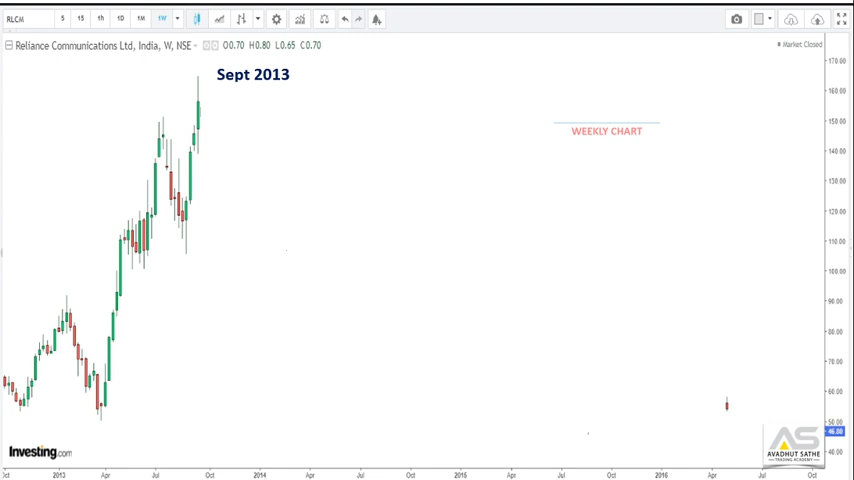 RLCM 5 15 1h 1D 1M 1W
Reliance Communications Ltd, India, W, NSE O0.70 H0.80 L0.65 C0.70
Market Closed
Sept 2013
WEEKLY CHART
170.00
160.00
150.00
140.00
130.00
120.00
110.00
100.00
90.00
80.00
70.00
60.00
50.00
46.80
40.00
Investing.com
AS
AVADHUT SATHE
TRADING ACADEMY
Oct 2013 Apr Jul Oct 2014 Apr Jul Oct 2015 Apr Jul Oct 2016 Apr Jul Oct